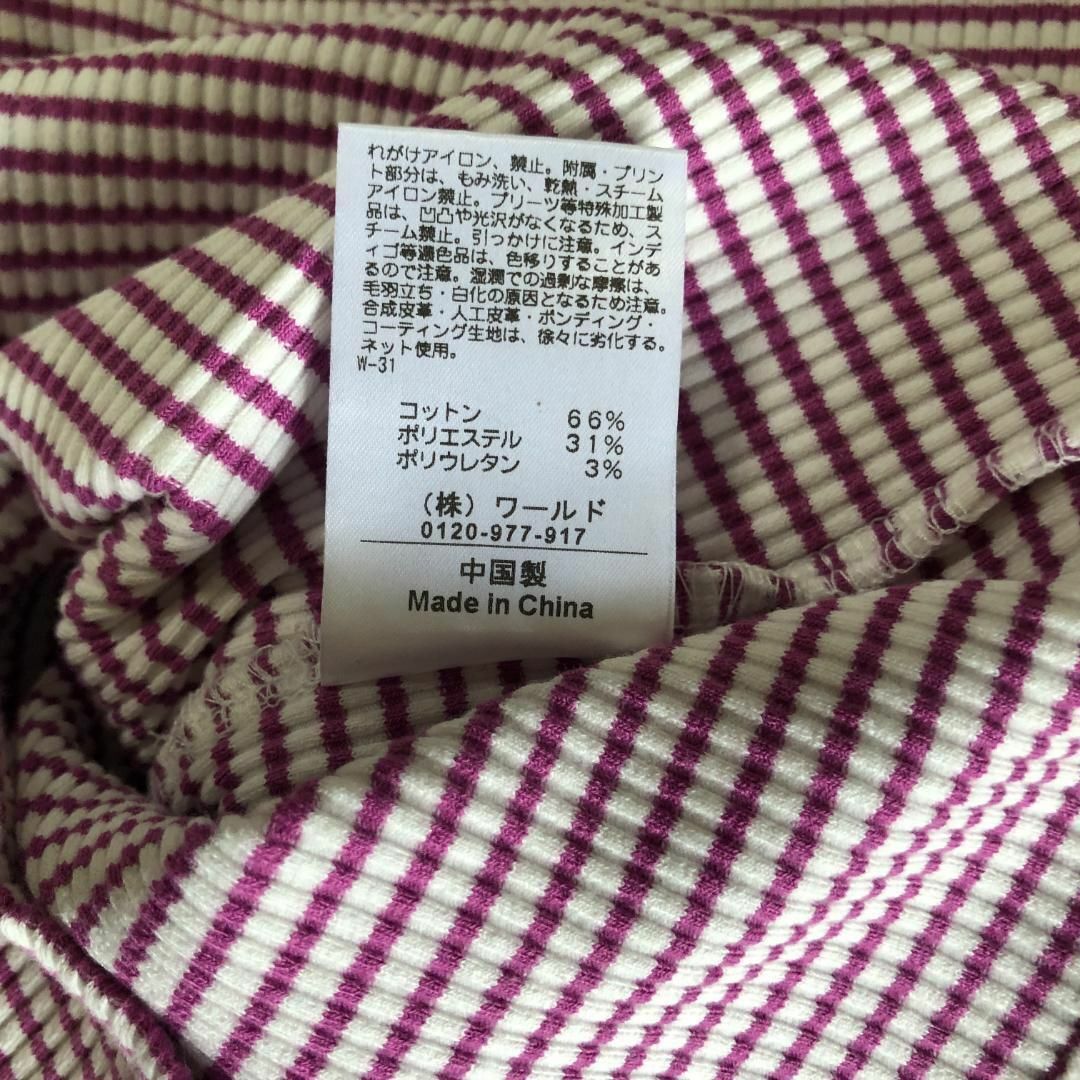 れがけアイロン、禁止。附属・プリン
ト部分は、もみ洗い、乾熱・スチーム
アイロン禁止。プリーツ等特殊加工製
品は、凹凸や光沢がなくなるため、ス
チーム禁止。引っかけに注意。インデ
ィゴ等濃色品は、色移りすることがあ
るので注意。湿潤での過剰な摩擦は、
毛羽立ち・白化の原因となるため注意。
合成皮革・人工皮革・ボンディング・
コーティング生地は、徐々に劣化する。
ネット使用。
W-31
コットン 66%
ポリエステル 31%
ポリウレタン 3%
(株)ワールド
0120-977-917
中国製
Made in China